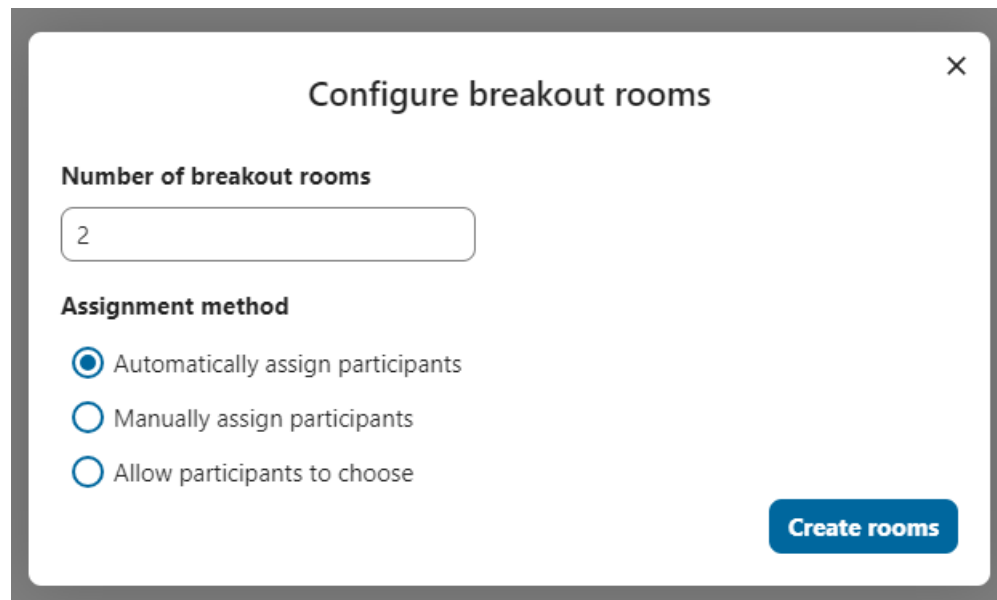 Configure breakout rooms
Number of breakout rooms
2
Assignment method
Automatically assign participants
Manually assign participants
Allow participants to choose
Create rooms